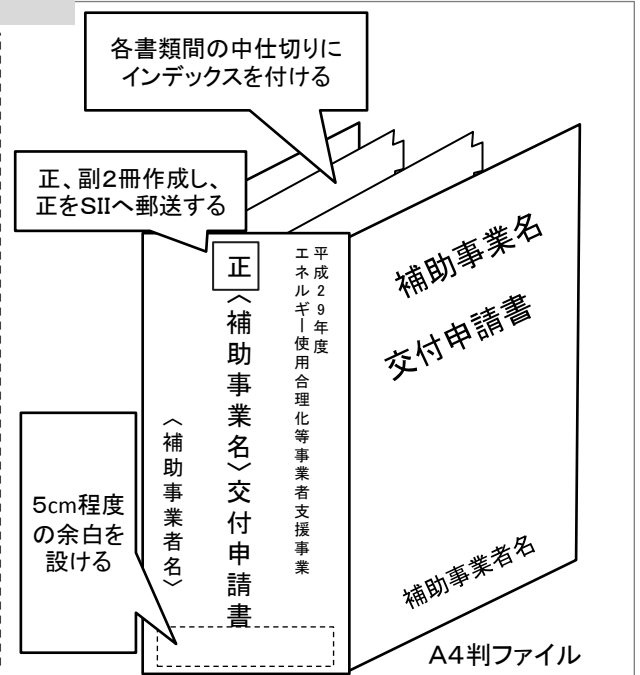 各書類間の中仕切りに
インデックスを付ける
正、副2冊作成し、
正をSIIへ郵送する
平成29年度
エネルギー使用合理化等事業者支援事業
正
〈補助事業名〉交付申請書
〈補助事業者名〉
5cm程度
の余白を
設ける
補助事業名
交付申請書
補助事業者名
A4判ファイル